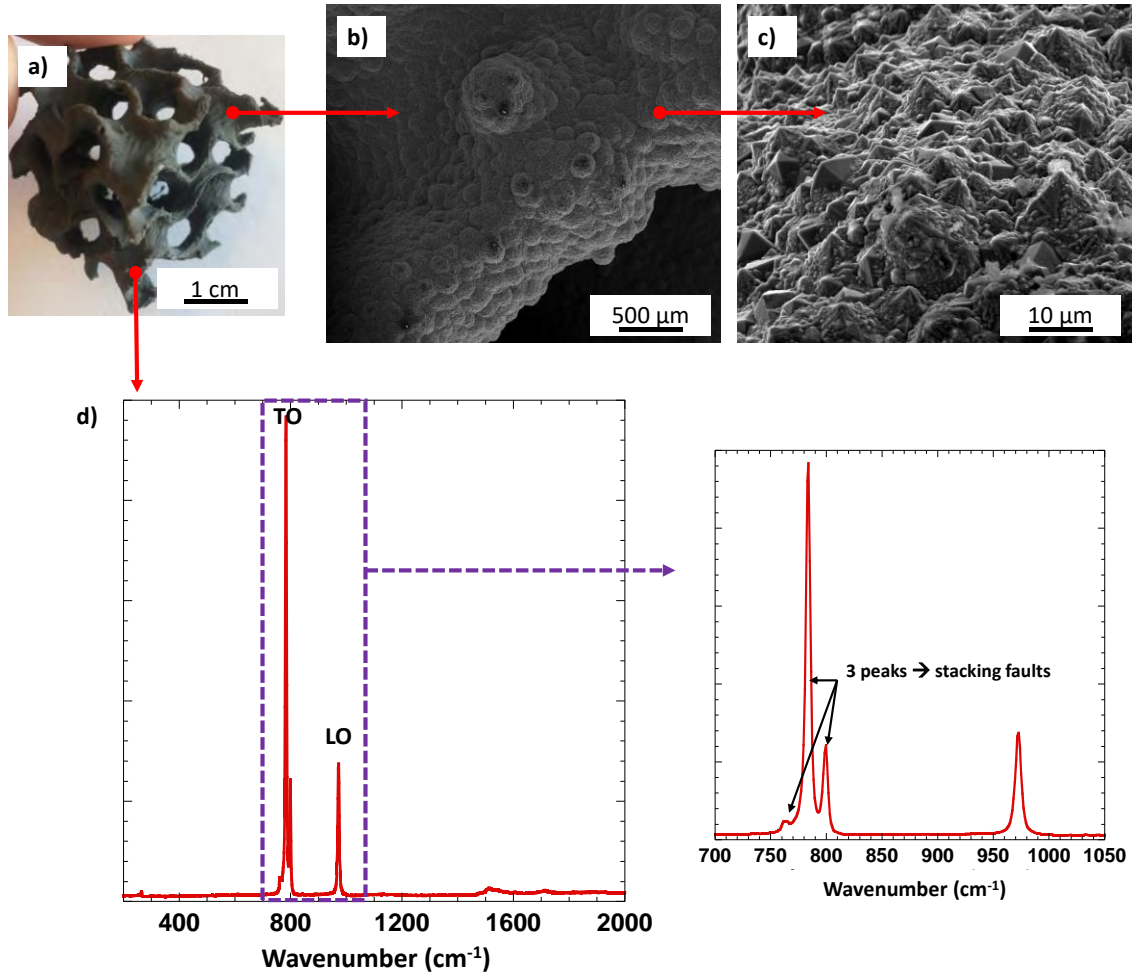 a)
1 cm
b)
500 µm
c)
10 µm
d)
TO
LO
400 800 1200 1600 2000
Wavenumber (cm-1)
3 peaks → stacking faults
700 750 800 850 900 950 1000 1050
Wavenumber (cm-1)